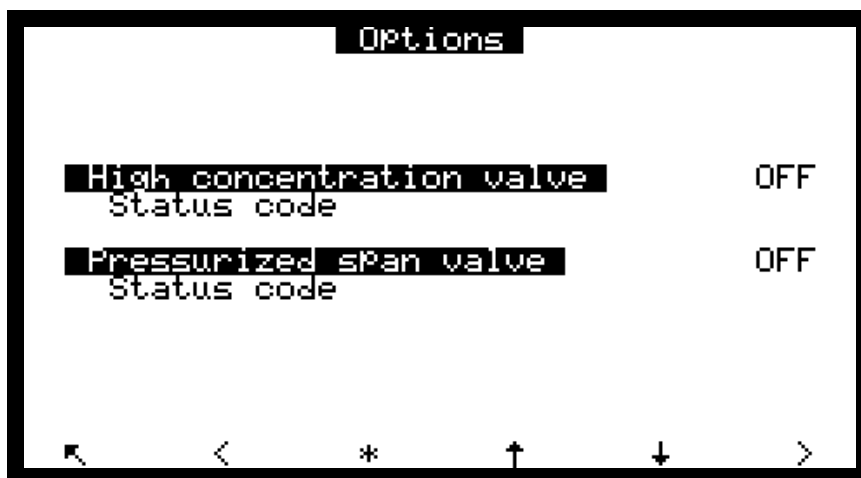 Options
High concentration valve OFF
Status code
Pressurized span valve OFF
Status code
↖ < * ↑ ↓ >